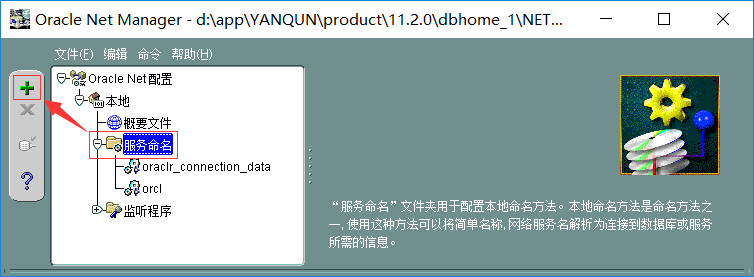 Oracle Net Manager - d:\app\YANQUN\product\11.2.0\dbhome_1\NET...
文件(F) 编辑 命令 帮助(H)
Oracle Net 配置
本地
概要文件
服务命名
oraclr_connection_data
orcl
监听程序
“服务命名”文件夹用于配置本地命名方法。本地命名方法是命名方法之
一, 使用这种方法可以将简单名称, 网络服务名解析为连接到数据库或服务
所需的信息。